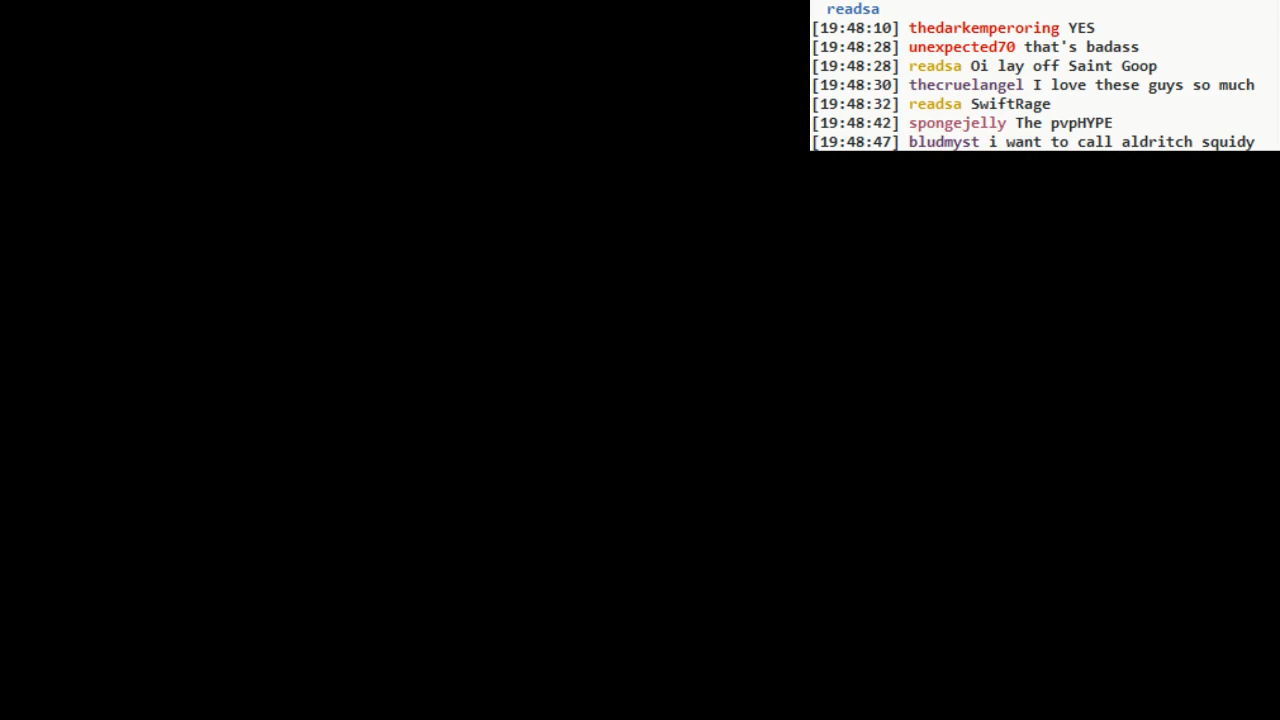 readsa
[19:48:10] thedarkemperoring YES
[19:48:28] unexpected70 that's badass
[19:48:28] readsa Oi lay off Saint Goop
[19:48:30] thecruelangel I love these guys so much
[19:48:32] readsa SwiftRage
[19:48:42] spongejelly The pvpHYPE
[19:48:47] bludmyst i want to call aldritch squidy